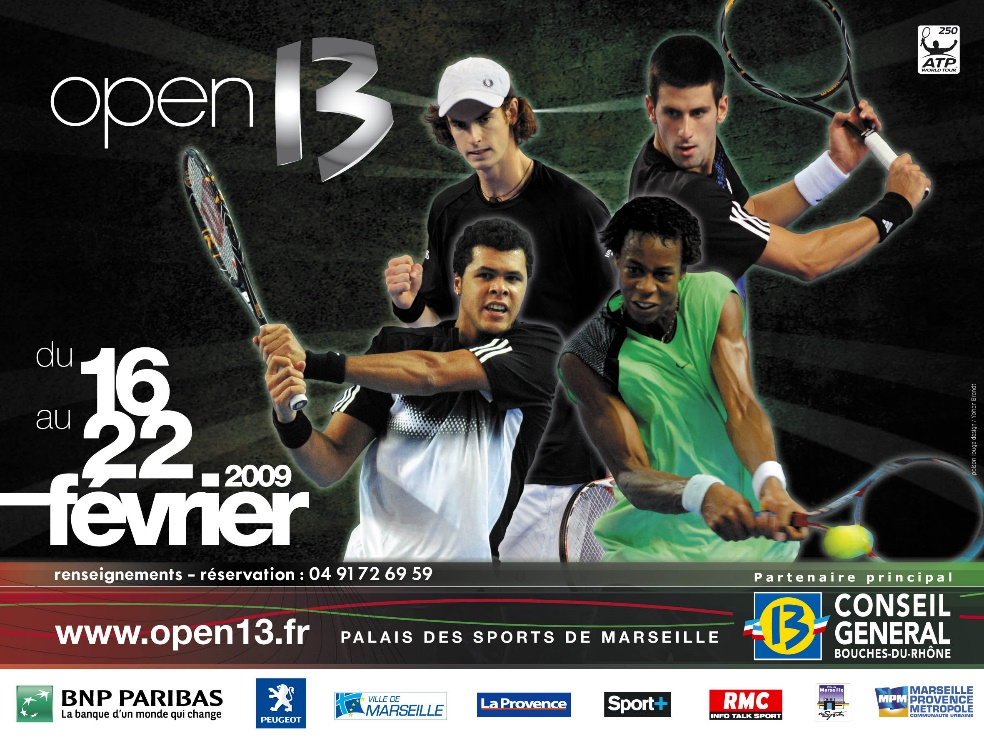 open 13
250
ATP
WORLD TOUR
du 16
au 22
février 2009
renseignements - réservation : 04 91 72 69 59
www.open13.fr
PALAIS DES SPORTS DE MARSEILLE
Partenaire principal
13
CONSEIL
GENERAL
BOUCHES-DU-RHÔNE
BNP PARIBAS
La banque d'un monde qui change
PEUGEOT
VILLE DE
MARSEILLE
La Provence
Sport+
RMC
INFO TALK SPORT
Marseille
MPM
MARSEILLE
PROVENCE
METROPOLE
COMMUNAUTE URBAINE